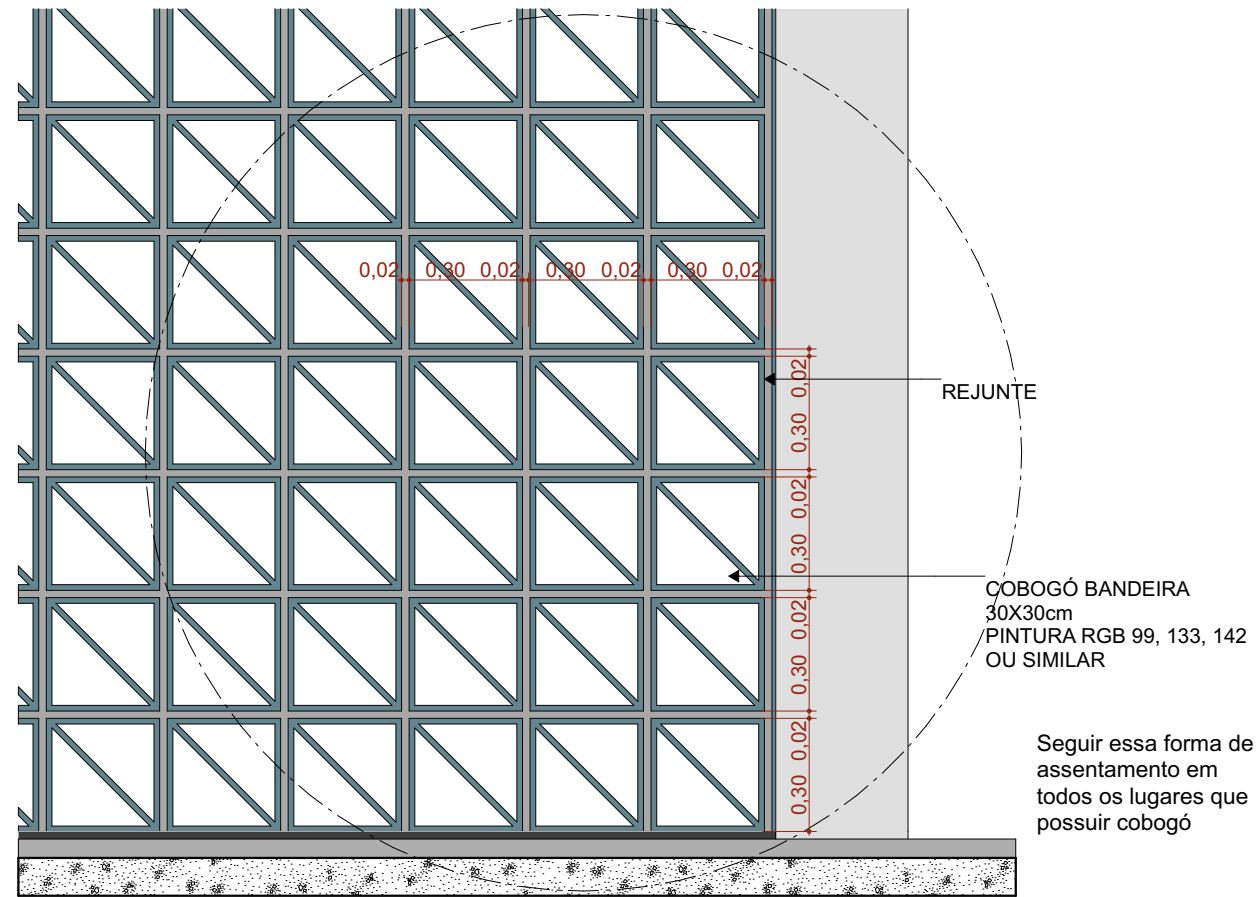 0,02 0,30 0,02 0,30 0,02 0,30 0,02
0,02
0,30
REJUNTE
0,02
0,30
COBOGÓ BANDEIRA
30X30cm
PINTURA RGB 99, 133, 142
OU SIMILAR
0,02
0,30
0,02
0,30
Seguir essa forma de
assentamento em
todos os lugares que
possuir cobogó